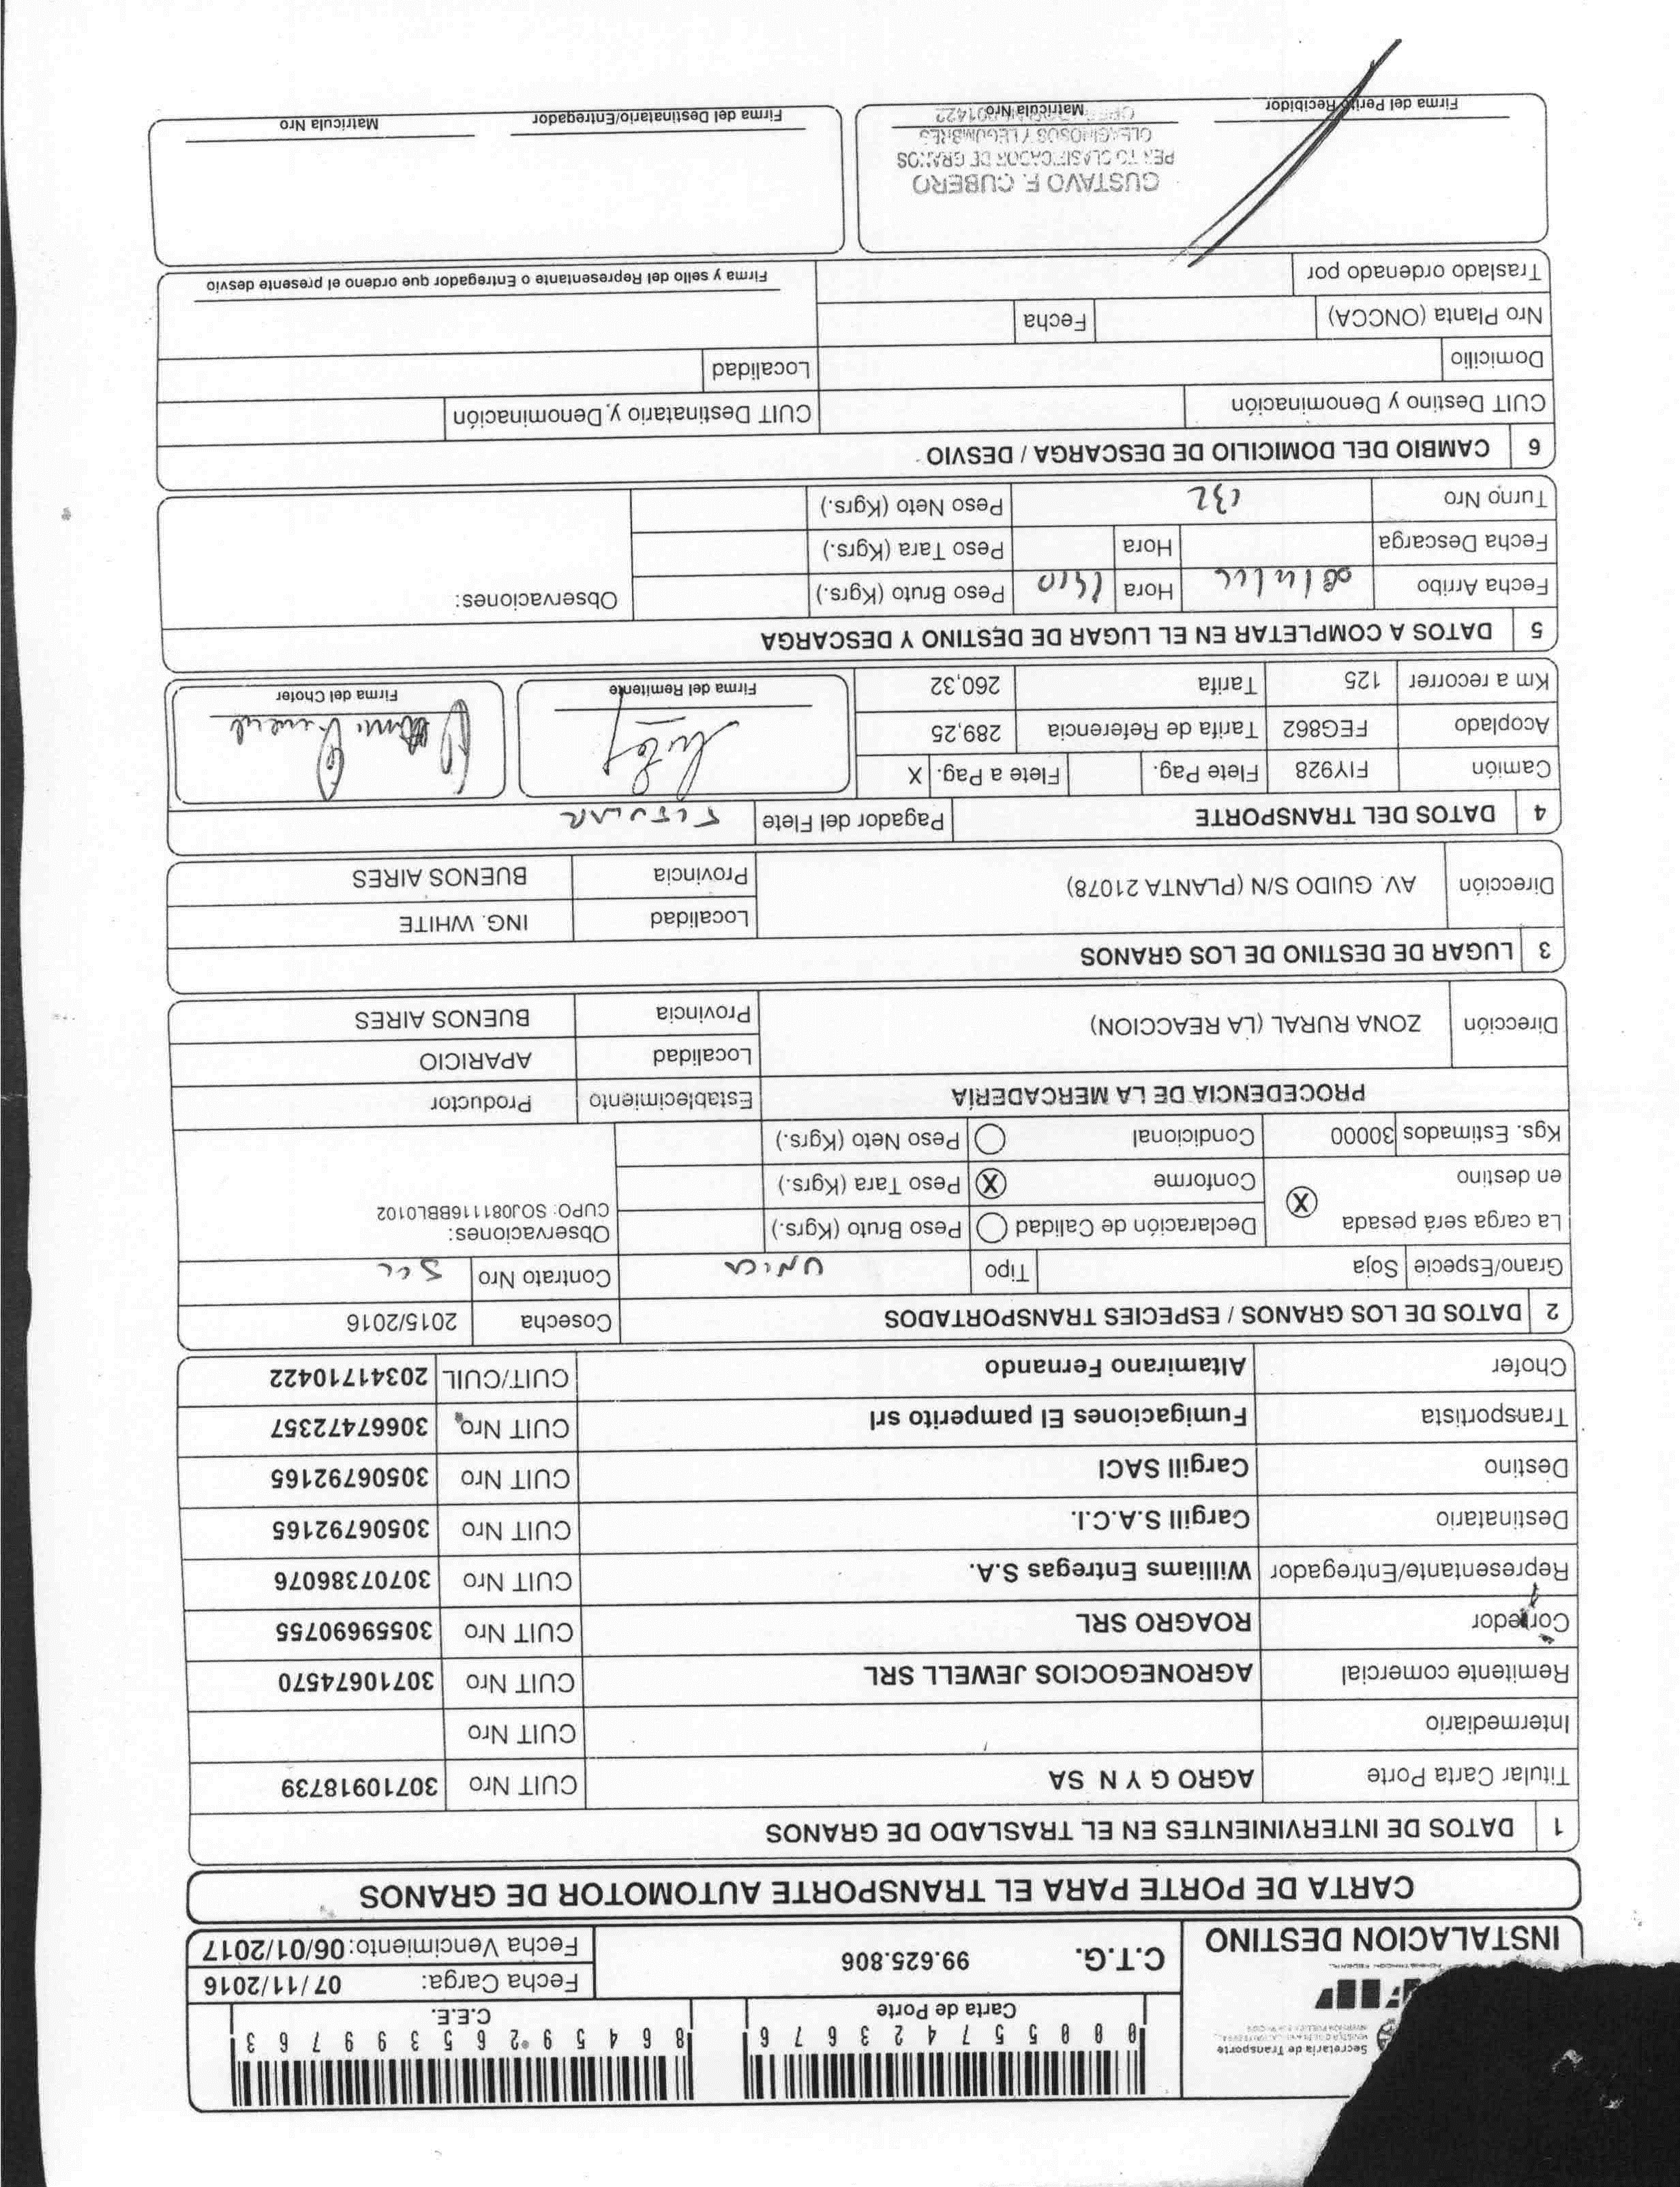 Secretaría de Transporte
INSTALACION DESTINO
0 0 0 5 5 7 4 2 3 6 7 6
Carta de Porte
8 6 4 5 9 2 6 5 3 9 9 7 6 3
C.E.E.
C.T.G. 99.625.806
Fecha Carga: 07/11/2016
Fecha Vencimiento: 06/01/2017
CARTA DE PORTE PARA EL TRANSPORTE AUTOMOTOR DE GRANOS
1 DATOS DE INTERVINIENTES EN EL TRASLADO DE GRANOS
Titular Carta Porte AGRO G Y N SA CUIT Nro 30710918739
Intermediario CUIT Nro
Remitente comercial AGRONEGOCIOS JEWELL SRL CUIT Nro 30710674570
Corredor ROAGRO SRL CUIT Nro 30559690755
Representante/Entregador Williams Entregas S.A. CUIT Nro 30707386076
Destinatario Cargill S.A.C.I. CUIT Nro 30506792165
Destino Cargill SACI CUIT Nro 30506792165
Transportista Fumigaciones El pamperito srl CUIT Nro 30667472357
Chofer Altamirano Fernando CUIT/CUIL 20341710422
2 DATOS DE LOS GRANOS / ESPECIES TRANSPORTADOS Cosecha 2015/2016
Grano/Especie Soja Tipo UNICA Contrato Nro
La carga será pesada en destino X
Declaración de Calidad Peso Bruto (Kgrs.)
Conforme X Peso Tara (Kgrs.)
Observaciones:
CUPO: SOJ081116BBL0102
Kgs. Estimados 30000 Condicional Peso Neto (Kgrs.)
PROCEDENCIA DE LA MERCADERÍA Establecimiento Productor
Dirección ZONA RURAL (LA REACCION) Localidad APARICIO
Provincia BUENOS AIRES
3 LUGAR DE DESTINO DE LOS GRANOS
Dirección AV. GUIDO S/N (PLANTA 21078) Localidad ING. WHITE
Provincia BUENOS AIRES
4 DATOS DEL TRANSPORTE Pagador del Flete TITULAR
Camión FIY928 Flete Pag. Flete a Pag. X
Acoplado FEG862 Tarifa de Referencia 289,25
Km a recorrer 125 Tarifa 260,32
Firma del Remitente
Firma del Chofer
5 DATOS A COMPLETAR EN EL LUGAR DE DESTINO Y DESCARGA
Fecha Arribo Hora Peso Bruto (Kgrs.) Observaciones:
Fecha Descarga Hora Peso Tara (Kgrs.)
Turno Nro 132 Peso Neto (Kgrs.)
6 CAMBIO DEL DOMICILIO DE DESCARGA / DESVIO
CUIT Destino y Denominación CUIT Destinatario y Denominación
Domicilio Localidad
Nro Planta (ONCCA) Fecha
Traslado ordenado por
Firma y sello del Representante o Entregador que ordeno el presente desvio
GUSTAVO F. CUBERO
PERITO CLASIFICADOR DE GRANOS
OLEAGINOSOS Y LEGUMBRES
Firma del Perito Recibidor Matricula Nro
Firma del Destinatario/Entregador Matricula Nro